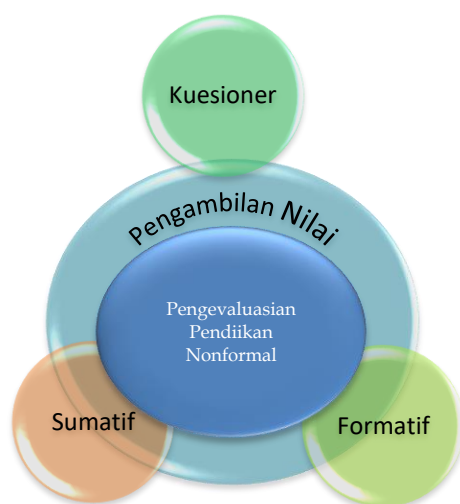 Kuesioner
Pengambilan Nilai
Pengevaluasian
Pendiikan
Nonformal
Sumatif
Formatif